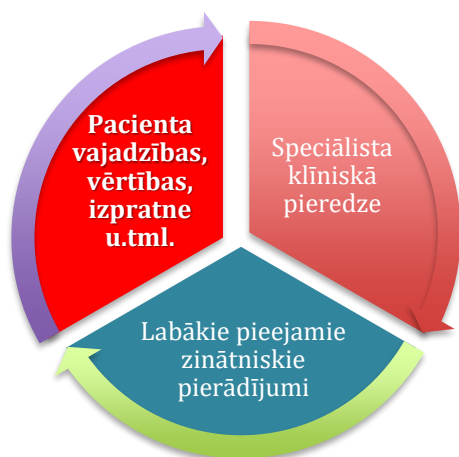 Pacienta
vajadzības,
vērtības,
izpratne
u.tml.
Speciālista
klīniskā
pieredze
Labākie pieejamie
zinātniskie
pierādījumi